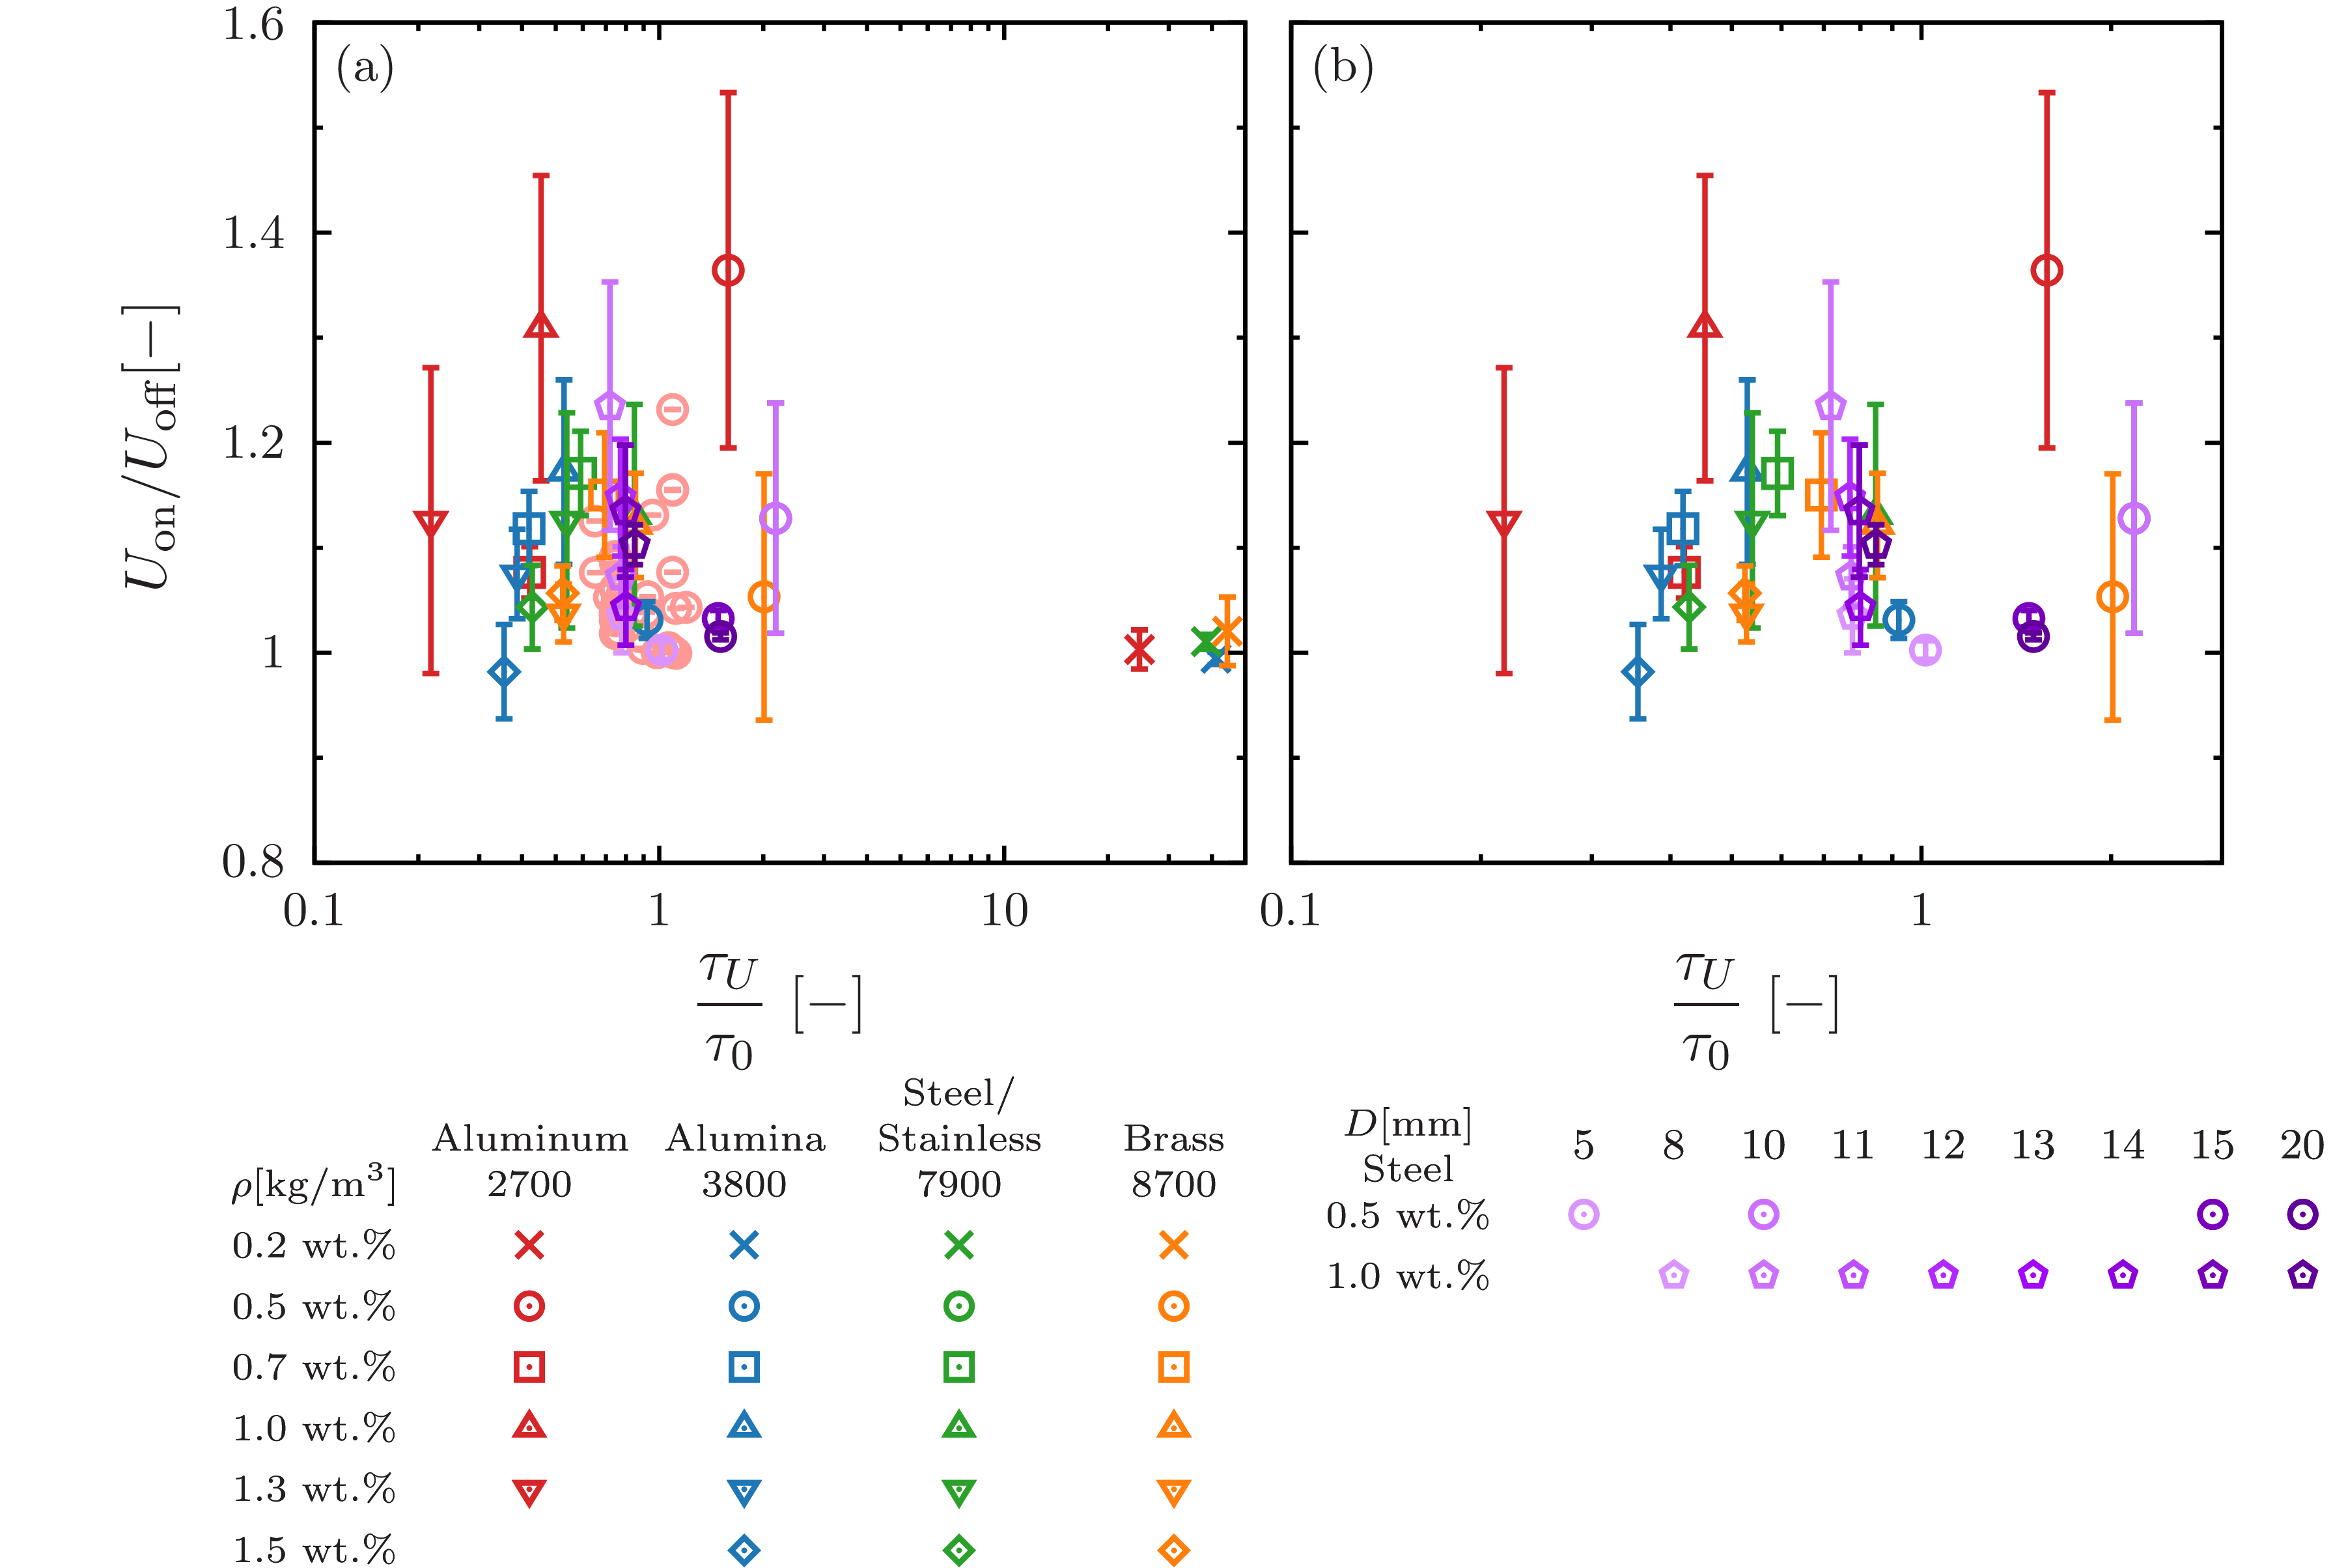 (a)
(b)
1.6
1.4
1.2
1
0.8
U_on/U_off [−]
0.1 1 10
0.1 1
τ_U/τ_0 [−]
τ_U/τ_0 [−]
Aluminum Alumina Steel/Stainless Brass
ρ[kg/m³] 2700 3800 7900 8700
0.2 wt.%
0.5 wt.%
0.7 wt.%
1.0 wt.%
1.3 wt.%
1.5 wt.%
D[mm] 5 8 10 11 12 13 14 15 20
Steel
0.5 wt.%
1.0 wt.%